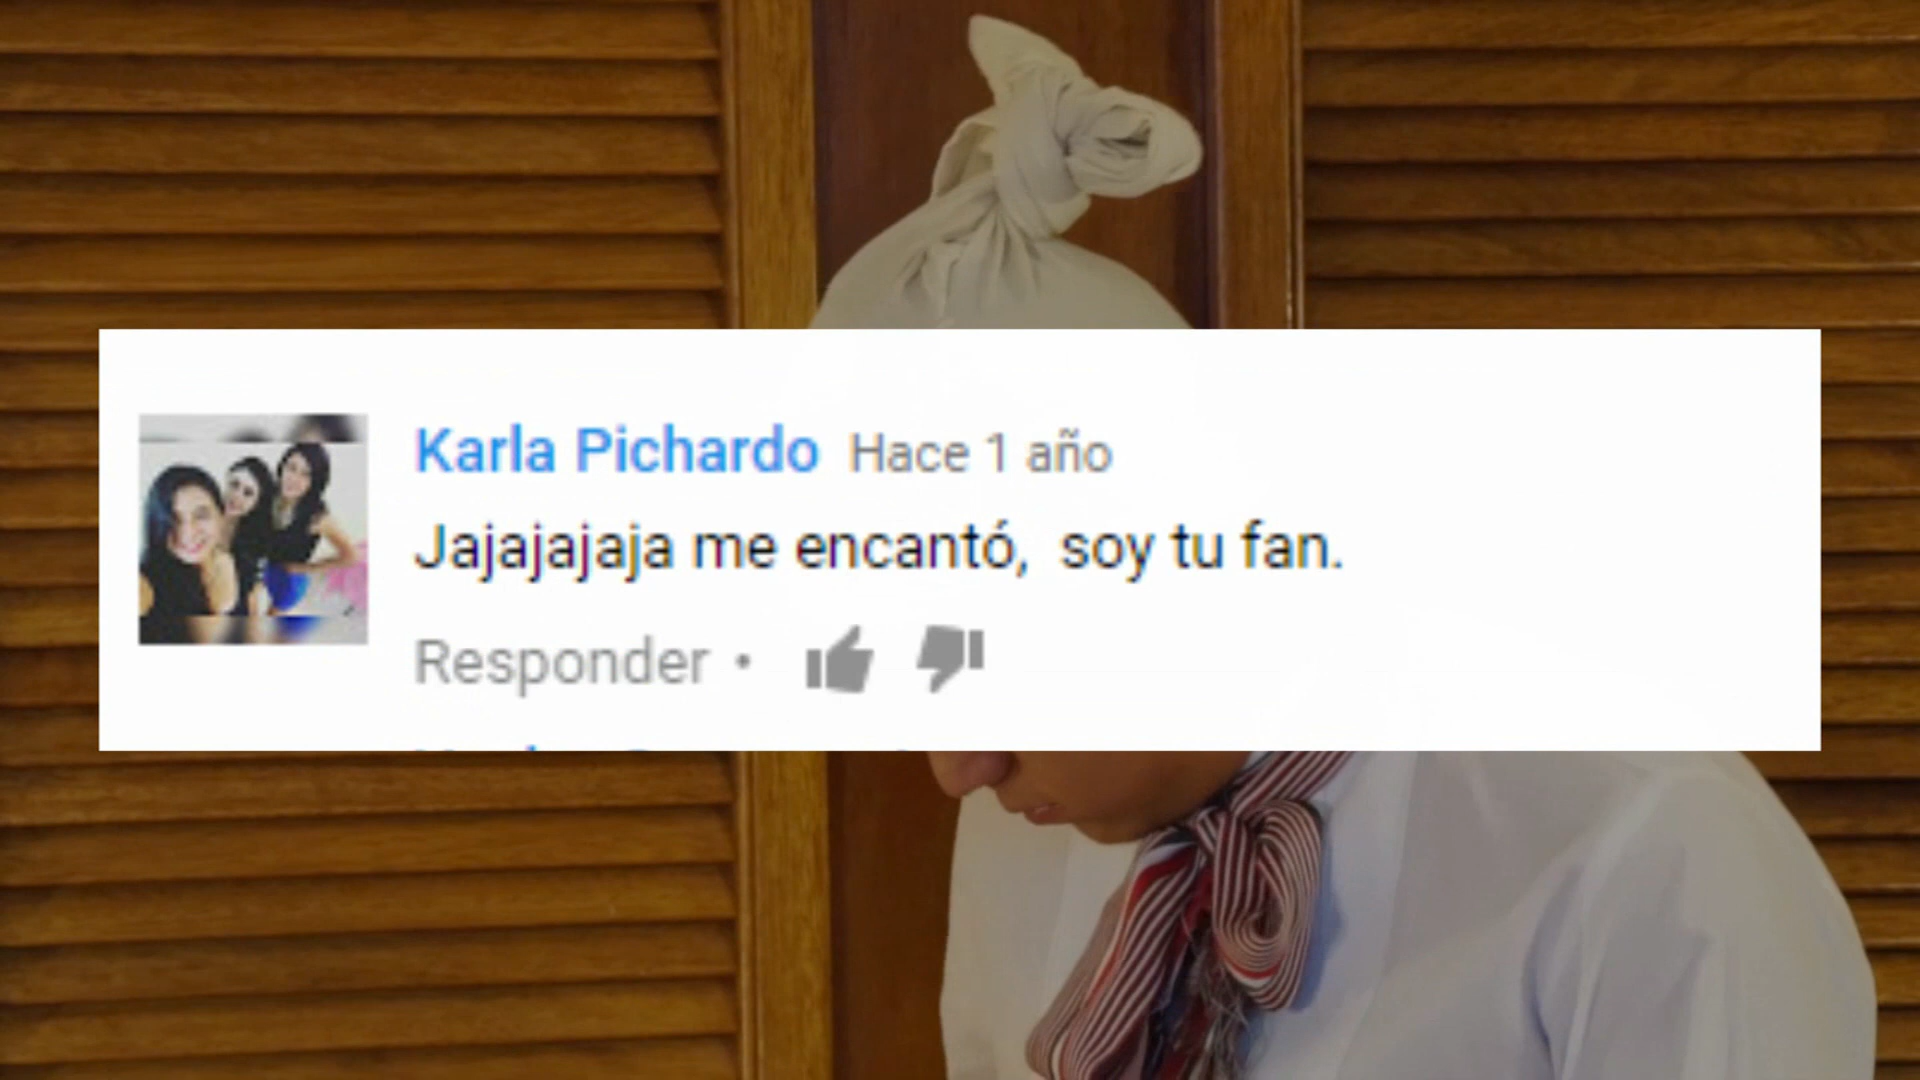 Karla Pichardo Hace 1 año
Jajajajaja me encantó,  soy tu fan.
Responder •